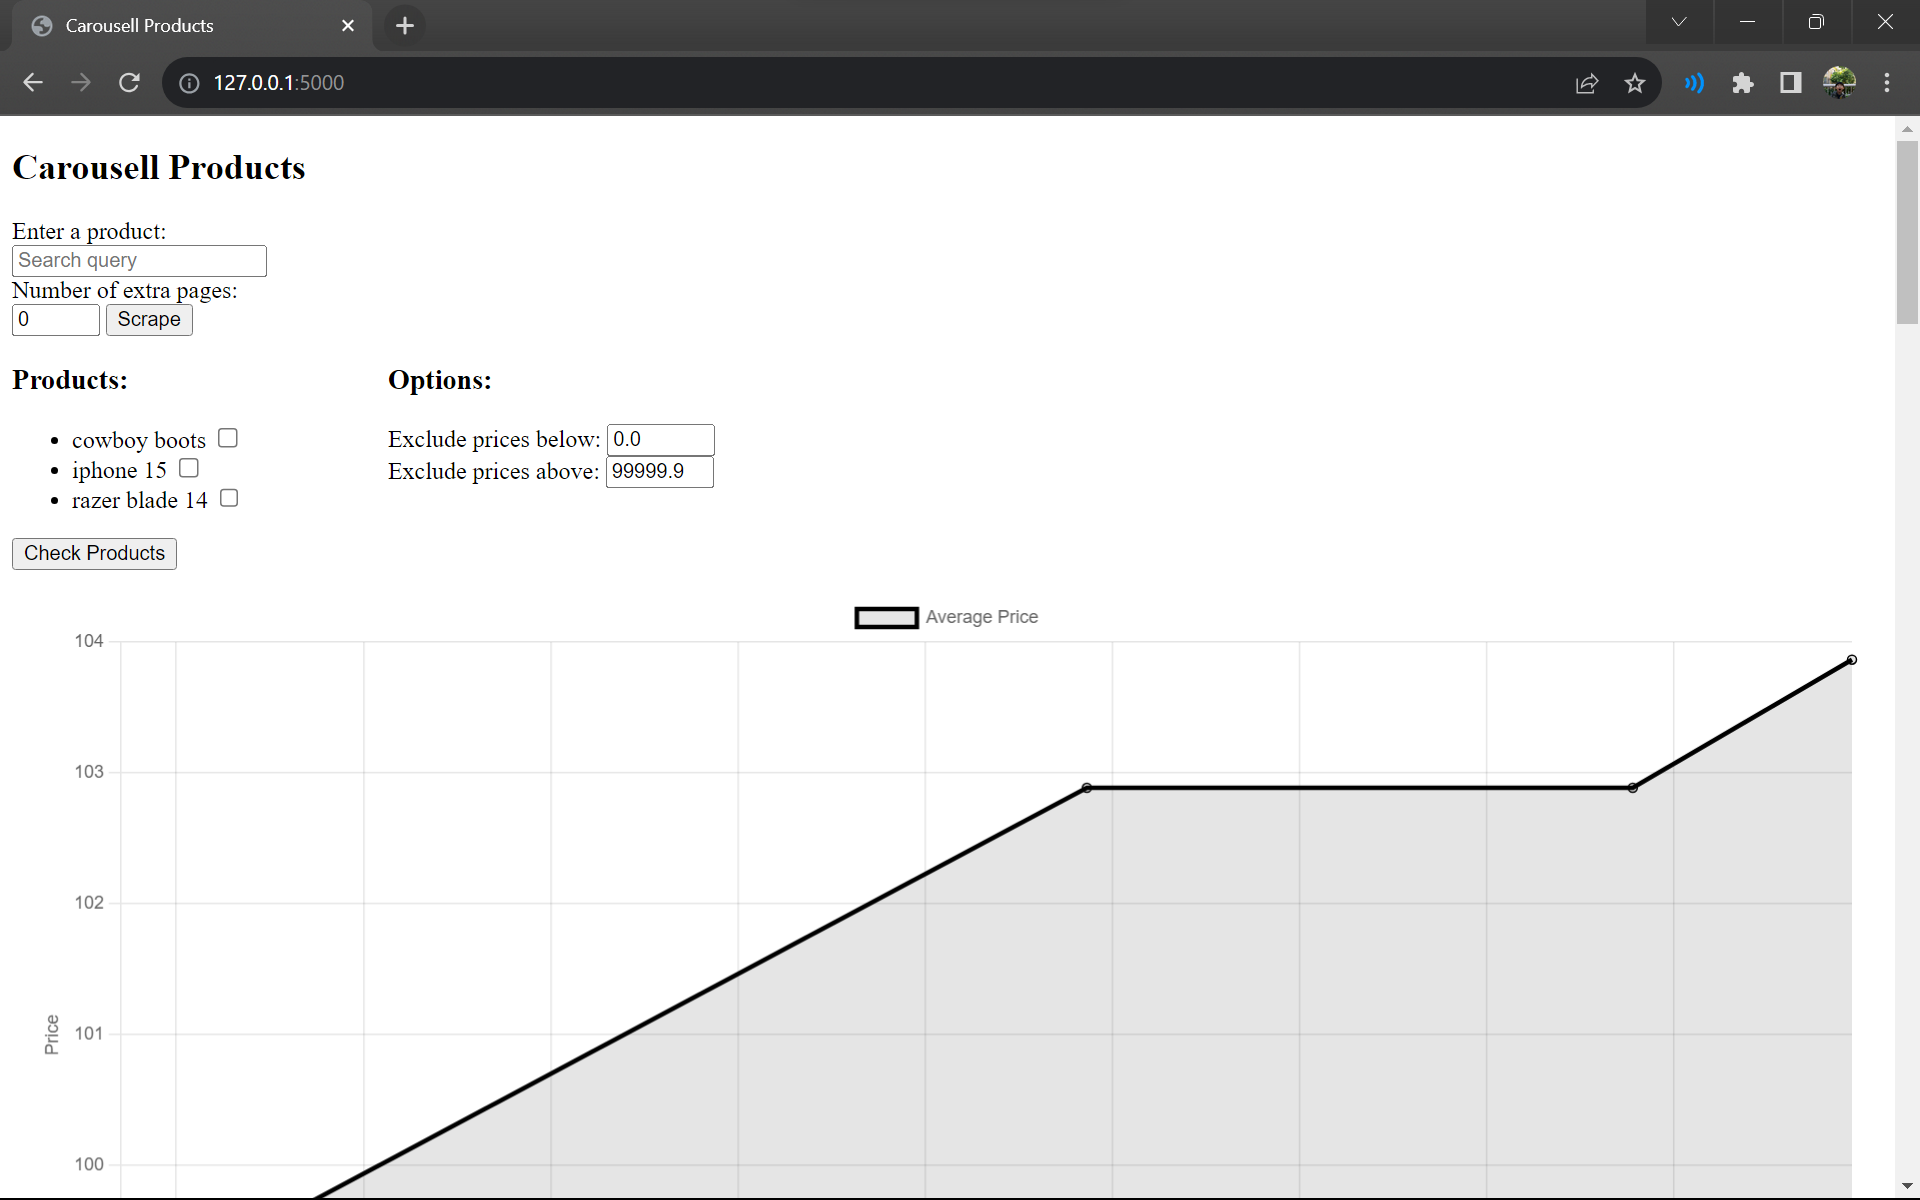 Carousell Products
127.0.0.1:5000
Carousell Products
Enter a product:
Search query
Number of extra pages:
0 Scrape
Products:
cowboy boots
iphone 15
razer blade 14
Options:
Exclude prices below: 0.0
Exclude prices above: 99999.9
Check Products
Average Price
104
103
102
101
100
Price